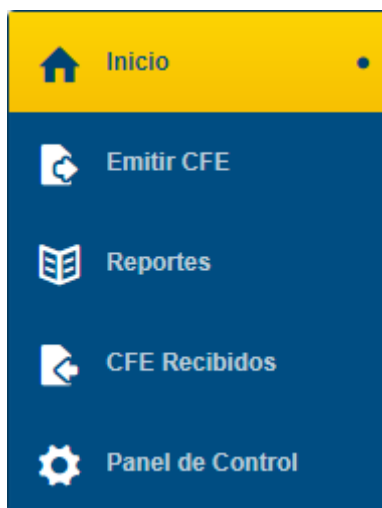 Inicio
Emitir CFE
Reportes
CFE Recibidos
Panel de Control